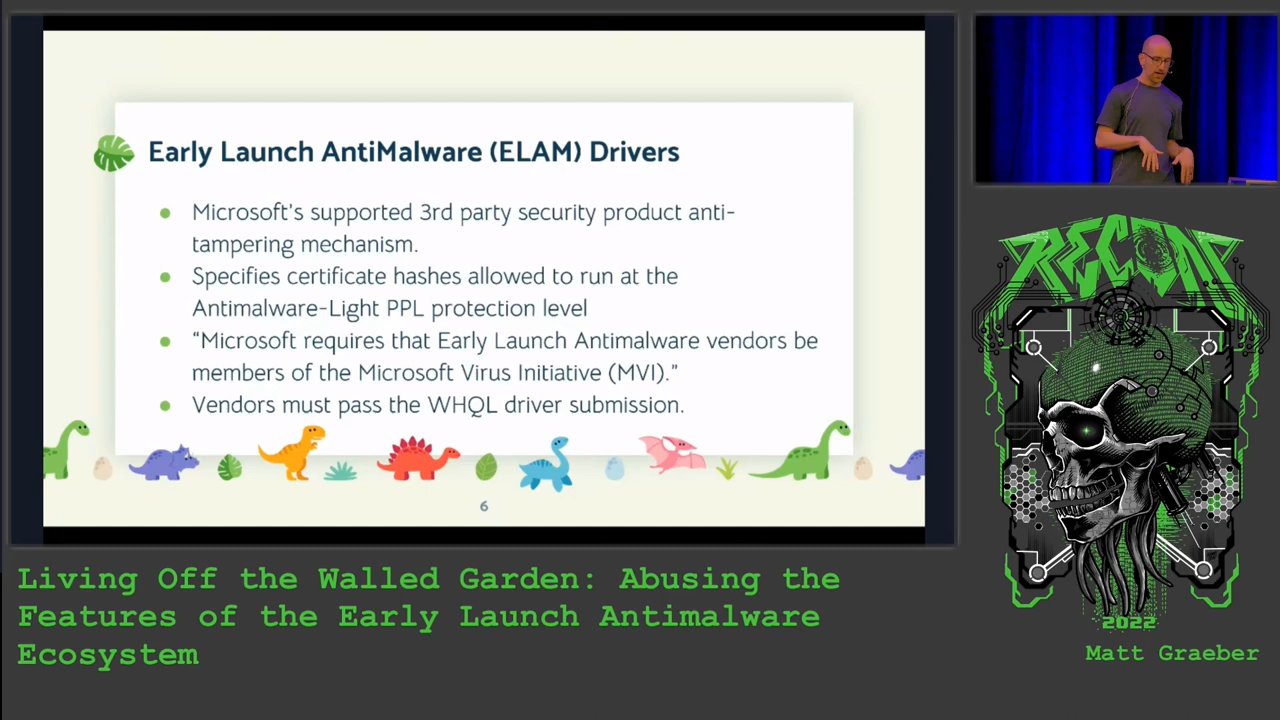 Early Launch AntiMalware (ELAM) Drivers
Microsoft's supported 3rd party security product anti-
tampering mechanism.
Specifies certificate hashes allowed to run at the
Antimalware-Light PPL protection level
“Microsoft requires that Early Launch Antimalware vendors be
members of the Microsoft Virus Initiative (MVI).”
Vendors must pass the WHQL driver submission.
6
RECON
2022
Living Off the Walled Garden: Abusing the
Features of the Early Launch Antimalware
Ecosystem
Matt Graeber